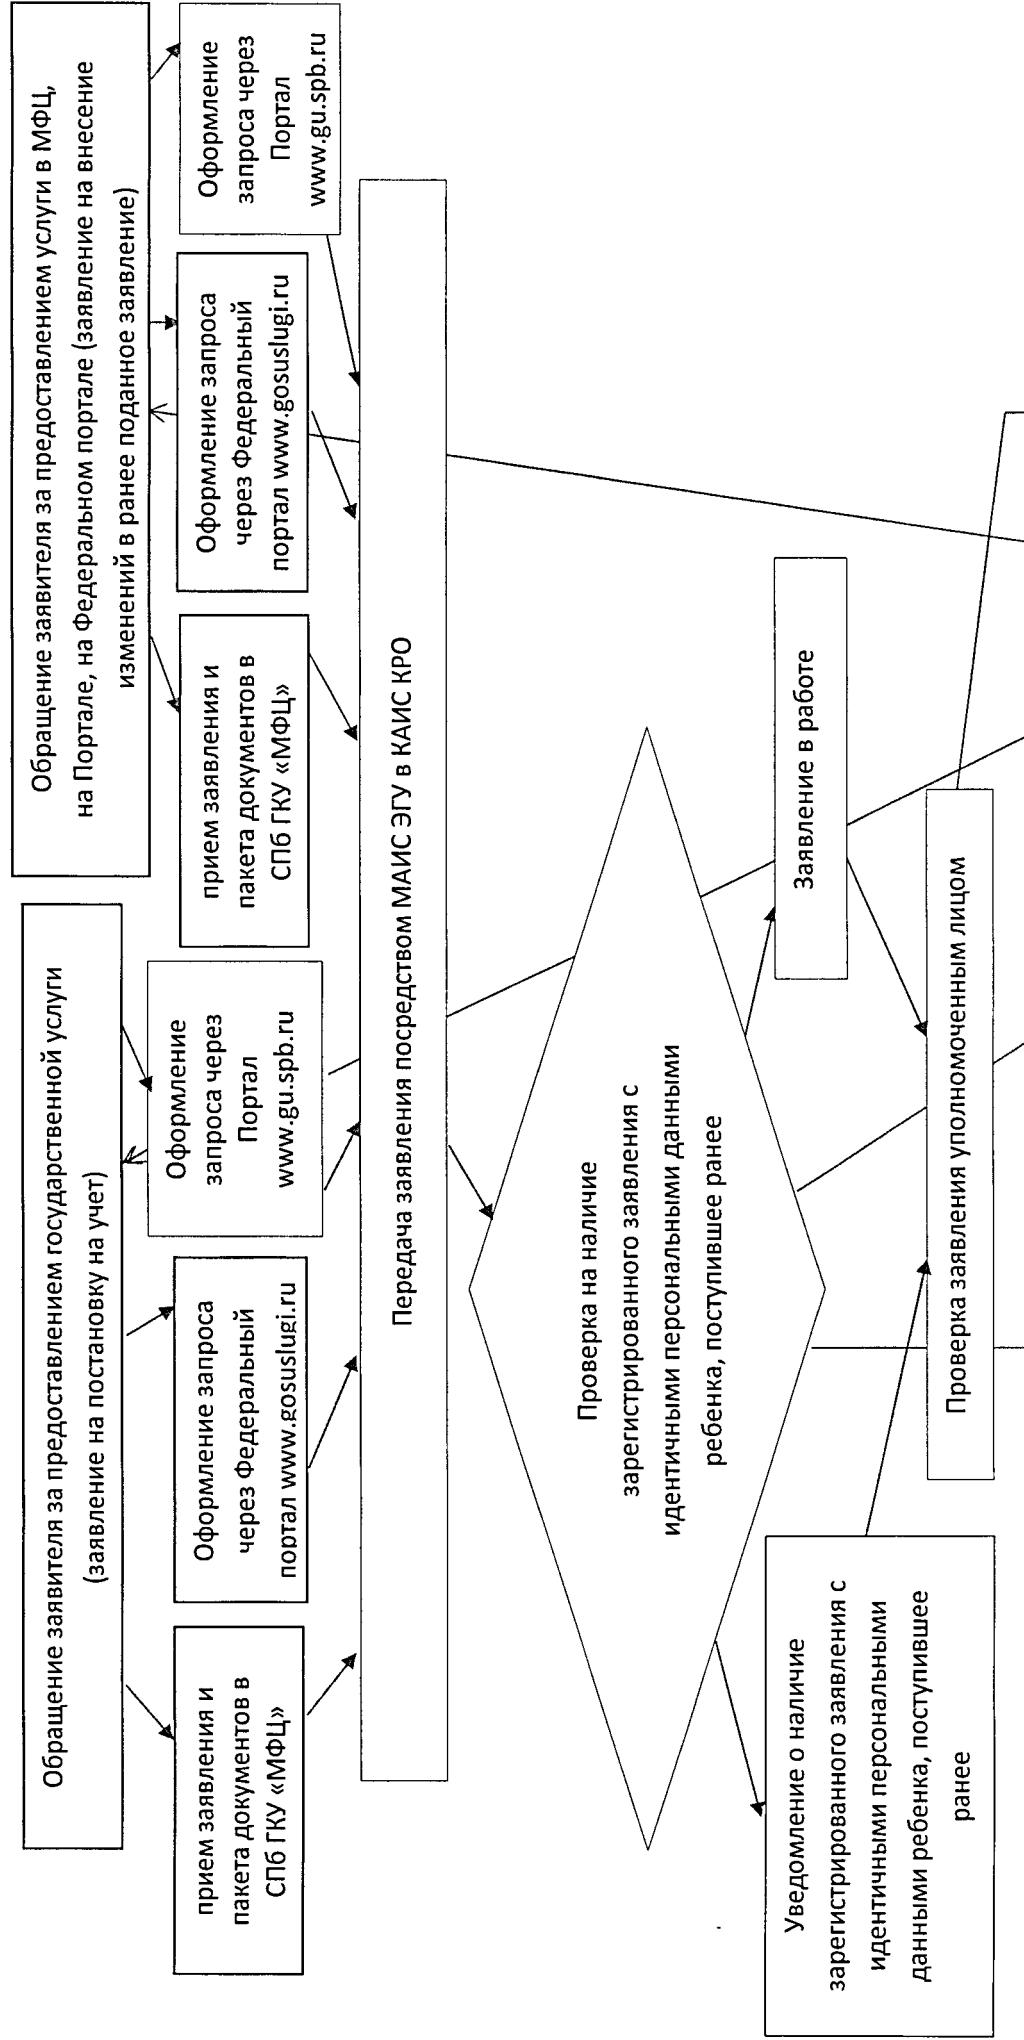 Обращение заявителя за предоставлением государственной услуги
(заявление на постановку на учет)
Обращение заявителя за предоставлением услуги в МФЦ,
на Портале, на Федеральном портале (заявление на внесение
изменений в ранее поданное заявление)
прием заявления и
пакета документов в
СПб ГКУ «МФЦ»
Оформление запроса
через Федеральный
портал www.gosuslugi.ru
Оформление
запроса через
Портал
www.gu.spb.ru
прием заявления и
пакета документов в
СПб ГКУ «МФЦ»
Оформление запроса
через Федеральный
портал www.gosuslugi.ru
Оформление
запроса через
Портал
www.gu.spb.ru
Передача заявления посредством МАИС ЭГУ в КАИС КРО
Проверка на наличие
зарегистрированного заявления с
идентичными персональными данными
ребенка, поступившее ранее
Уведомление о наличие
зарегистрированного заявления с
идентичными персональными
данными ребенка, поступившее
ранее
Заявление в работе
Проверка заявления уполномоченным лицом